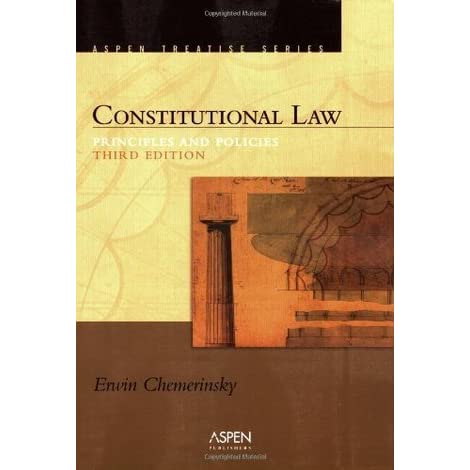 ASPEN TREATISE SERIES
CONSTITUTIONAL LAW
PRINCIPLES AND POLICIES
THIRD EDITION
Erwin Chemerinsky
ASPEN
PUBLISHERS